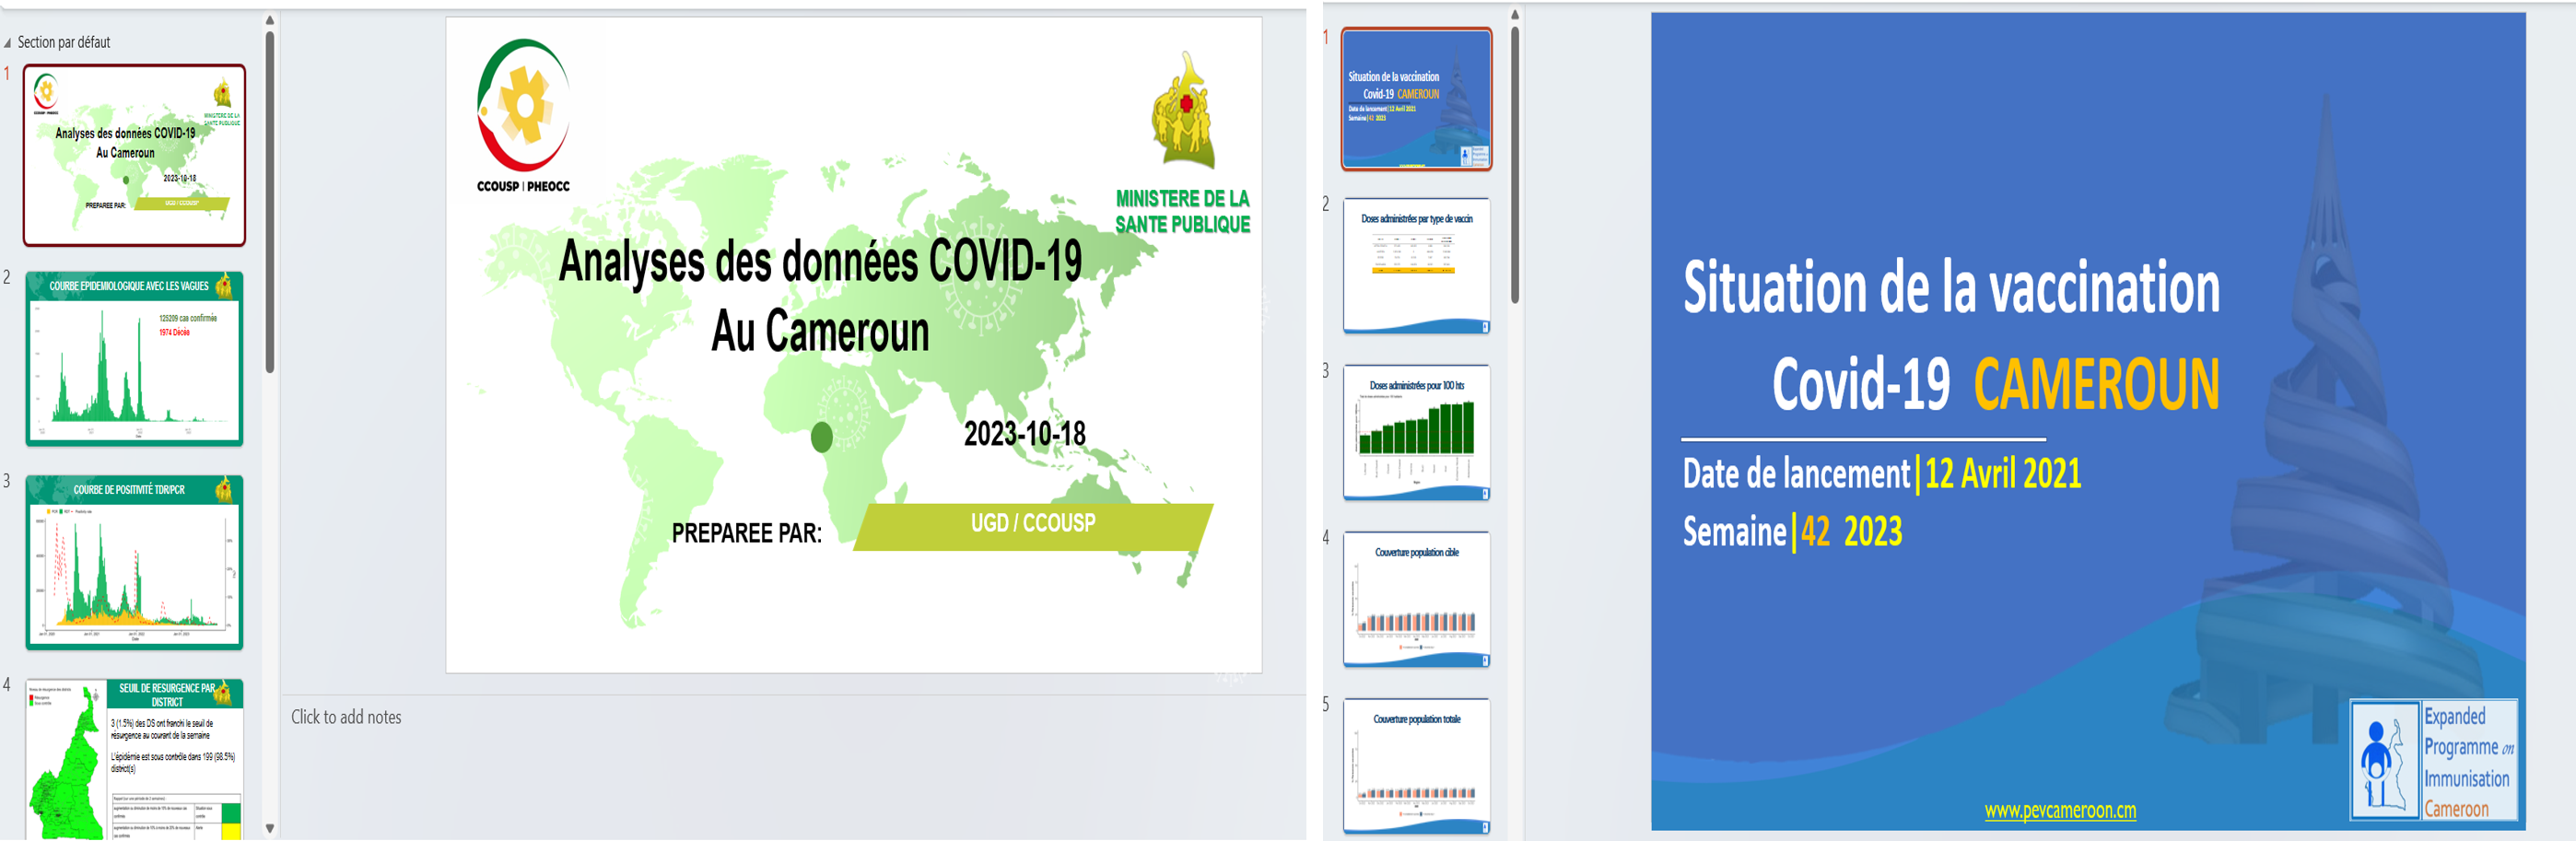 Section par défaut
1
CCOUSP | PHEOCC
MINISTERE DE LA
SANTE PUBLIQUE
Analyses des données COVID-19
Au Cameroun
2023-10-18
PREPAREE PAR:
UGD / CCOUSP
2
COURBE EPIDEMIOLOGIQUE AVEC LES VAGUES
125209 cas confirmés
1974 Décès
3
COURBE DE POSITIVITÉ TDR/PCR
4
SEUIL DE RESURGENCE PAR
DISTRICT
3 (1.5%) des DS ont franchi le seuil de
résurgence au courant de la semaine
L'épidémie est sous contrôle dans 199 (98.5%)
district(s)
CCOUSP | PHEOCC
MINISTERE DE LA
SANTE PUBLIQUE
Analyses des données COVID-19
Au Cameroun
2023-10-18
PREPAREE PAR:
UGD / CCOUSP
Click to add notes
1
Situation de la vaccination
Covid-19 CAMEROUN
Date de lancement|12 Avril 2021
Semaine|42 2023
2
Doses administrées par type de vaccin
3
Doses administrées pour 100 hts
4
Couverture population cible
5
Couverture population totale
Situation de la vaccination
Covid-19 CAMEROUN
Date de lancement|12 Avril 2021
Semaine|42 2023
www.pevcameroon.cm
Expanded
Programme on
Immunisation
Cameroon